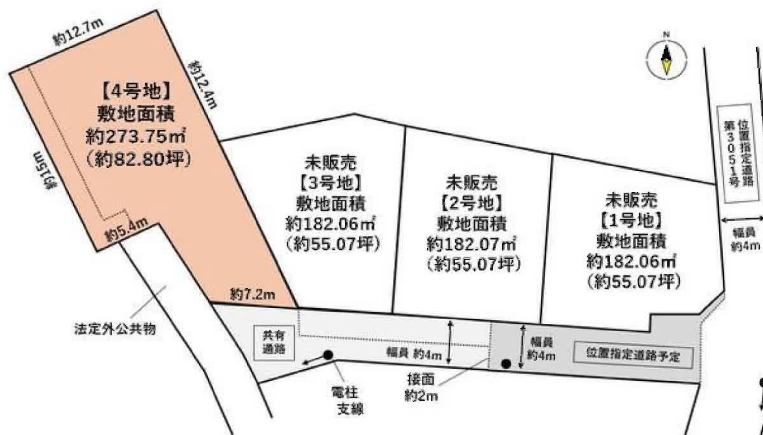 約12.7m
約12.4m
【4号地】
敷地面積
約273.75㎡
(約82.80坪)
約15m
約5.4m
約7.2m
法定外公共物
未販売
【3号地】
敷地面積
約182.06㎡
(約55.07坪)
未販売
【2号地】
敷地面積
約182.07㎡
(約55.07坪)
未販売
【1号地】
敷地面積
約182.06㎡
(約55.07坪)
N
位置指定道路
第3051号
幅員
約4m
共有
通路
幅員 約4m
幅員
約4m
位置指定道路予定
電柱
支線
接面
約2m